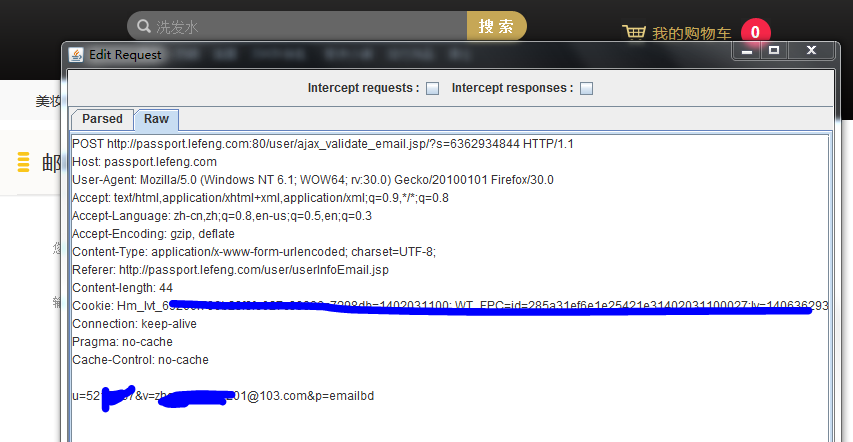 洗发水
搜 索
我的购物车
0
Edit Request
Intercept requests :
Intercept responses :
美妆
Parsed
Raw
邮
POST http://passport.lefeng.com:80/user/ajax_validate_email.jsp/?s=6362934844 HTTP/1.1
Host: passport.lefeng.com
User-Agent: Mozilla/5.0 (Windows NT 6.1; WOW64; rv:30.0) Gecko/20100101 Firefox/30.0
Accept: text/html,application/xhtml+xml,application/xml;q=0.9,*/*;q=0.8
Accept-Language: zh-cn,zh;q=0.8,en-us;q=0.5,en;q=0.3
Accept-Encoding: gzip, deflate
Content-Type: application/x-www-form-urlencoded; charset=UTF-8;
Referer: http://passport.lefeng.com/user/userInfoEmail.jsp
Content-length: 44
Cookie: Hm_lvt_
Connection: keep-alive
Pragma: no-cache
Cache-Control: no-cache
u=52 7&v=zh 201@103.com&p=emailbd